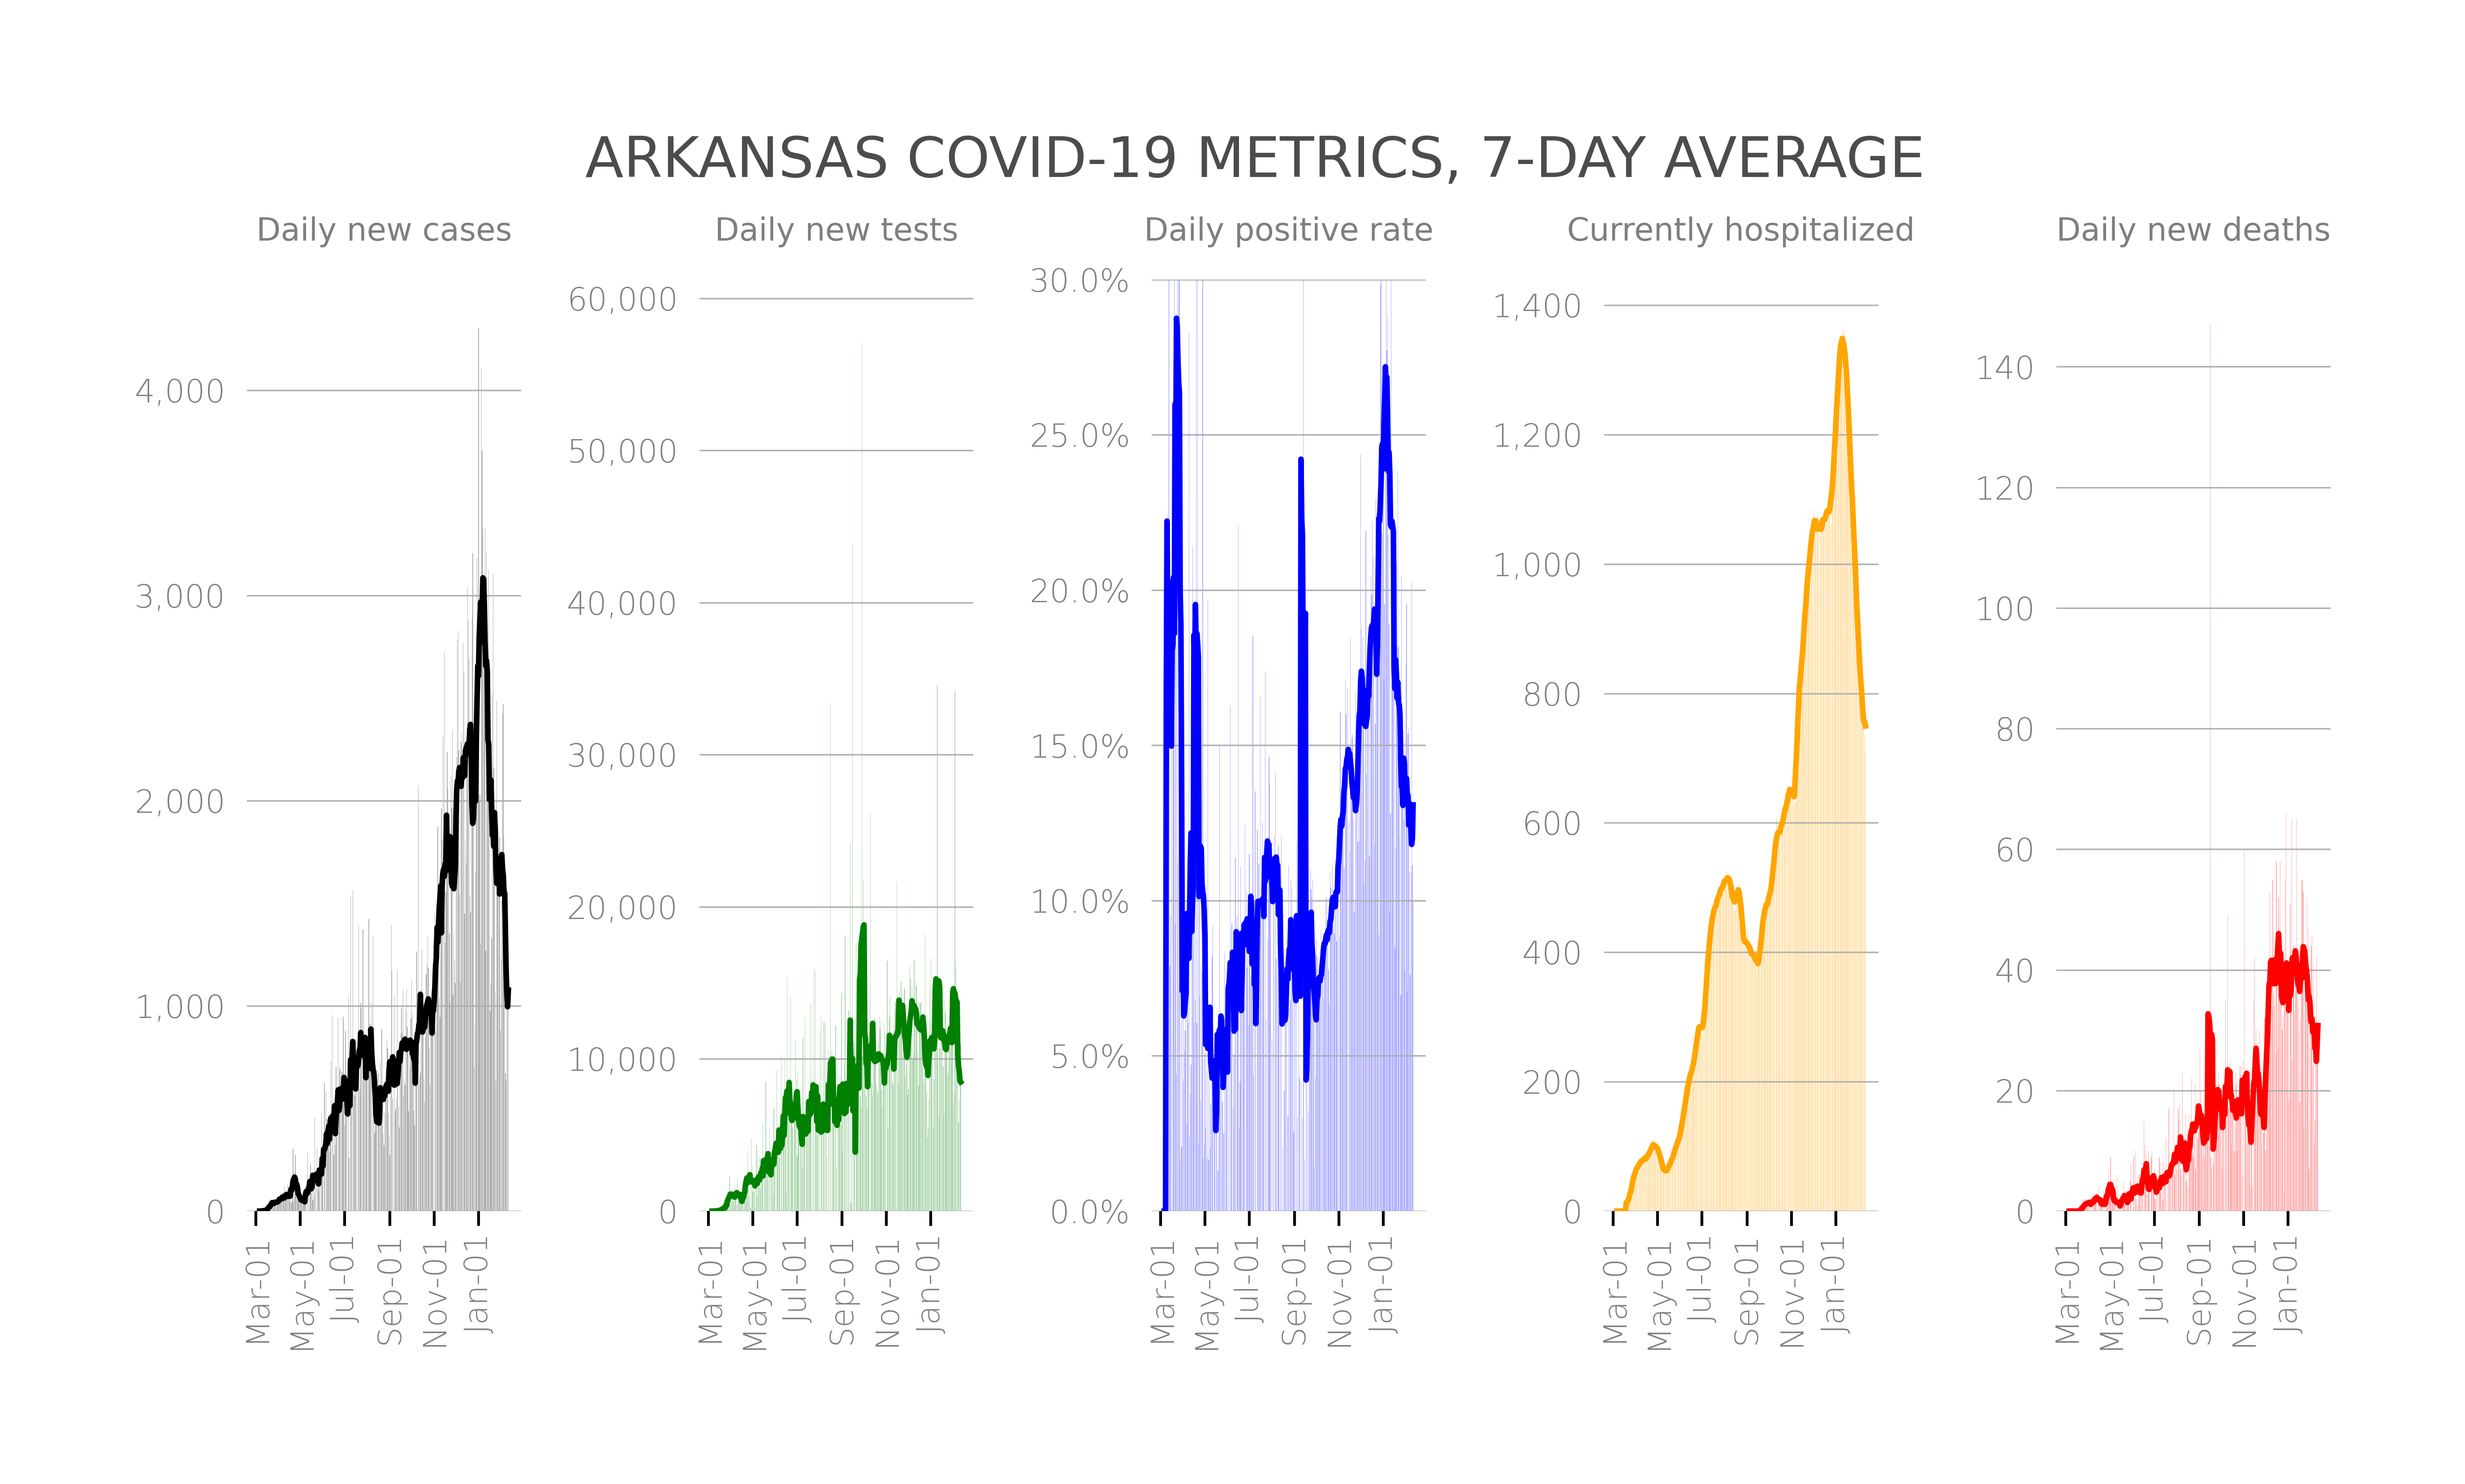 ARKANSAS COVID-19 METRICS, 7-DAY AVERAGE
Daily new cases
4,000
3,000
2,000
1,000
0
Mar-01
May-01
Jul-01
Sep-01
Nov-01
Jan-01
Daily new tests
60,000
50,000
40,000
30,000
20,000
10,000
0
Mar-01
May-01
Jul-01
Sep-01
Nov-01
Jan-01
Daily positive rate
30.0%
25.0%
20.0%
15.0%
10.0%
5.0%
0.0%
Mar-01
May-01
Jul-01
Sep-01
Nov-01
Jan-01
Currently hospitalized
1,400
1,200
1,000
800
600
400
200
0
Mar-01
May-01
Jul-01
Sep-01
Nov-01
Jan-01
Daily new deaths
140
120
100
80
60
40
20
0
Mar-01
May-01
Jul-01
Sep-01
Nov-01
Jan-01